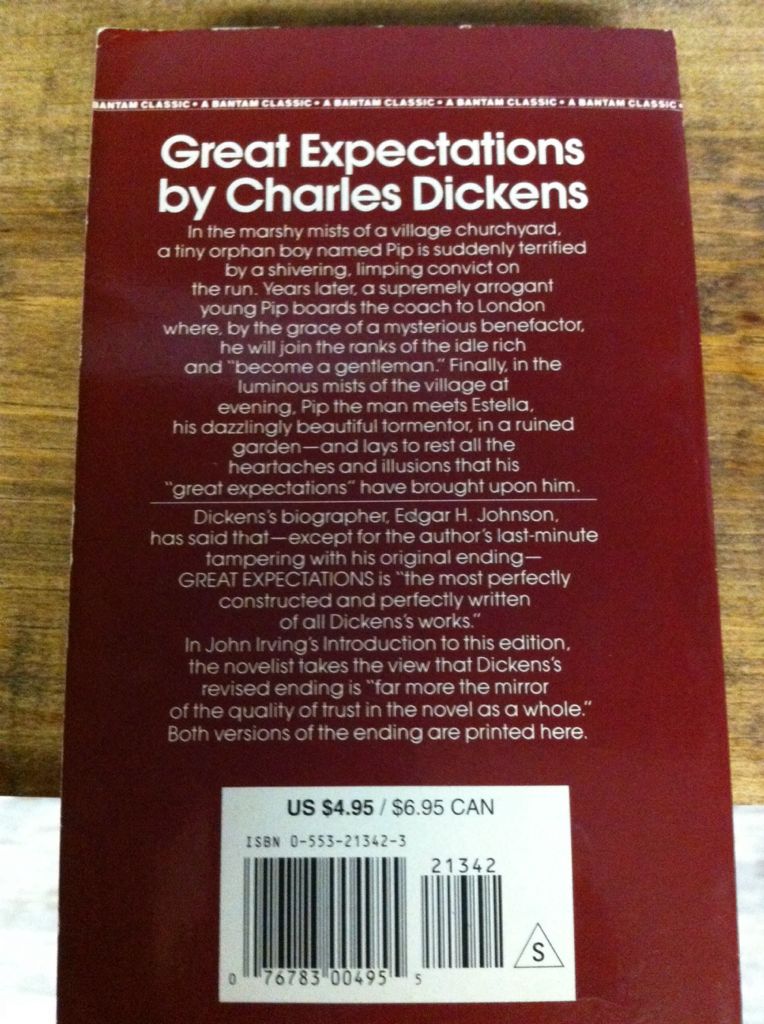 BANTAM CLASSIC • A BANTAM CLASSIC • A BANTAM CLASSIC • A BANTAM CLASSIC • A BANTAM CLASSIC •
Great Expectations
by Charles Dickens
In the marshy mists of a village churchyard,
a tiny orphan boy named Pip is suddenly terrified
by a shivering, limping convict on
the run. Years later, a supremely arrogant
young Pip boards the coach to London
where, by the grace of a mysterious benefactor,
he will join the ranks of the idle rich
and "become a gentleman." Finally, in the
luminous mists of the village at
evening, Pip the man meets Estella,
his dazzlingly beautiful tormentor, in a ruined
garden—and lays to rest all the
heartaches and illusions that his
"great expectations" have brought upon him.
Dickens's biographer, Edgar H. Johnson,
has said that—except for the author's last-minute
tampering with his original ending—
GREAT EXPECTATIONS is "the most perfectly
constructed and perfectly written
of all Dickens's works."
In John Irving's Introduction to this edition,
the novelist takes the view that Dickens's
revised ending is "far more the mirror
of the quality of trust in the novel as a whole."
Both versions of the ending are printed here.
US $4.95 / $6.95 CAN
ISBN 0-553-21342-3
21342
S
0 76783 00495 5